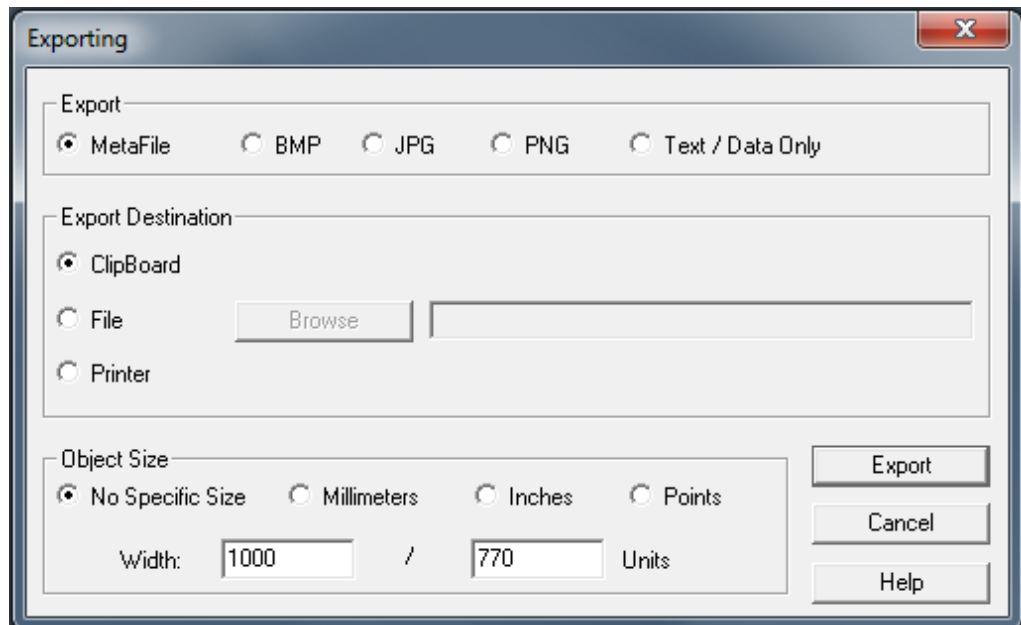 Exporting
Export
MetaFile BMP JPG PNG Text / Data Only
Export Destination
ClipBoard
File Browse
Printer
Object Size
No Specific Size Millimeters Inches Points
Width: 1000 / 770 Units
Export
Cancel
Help